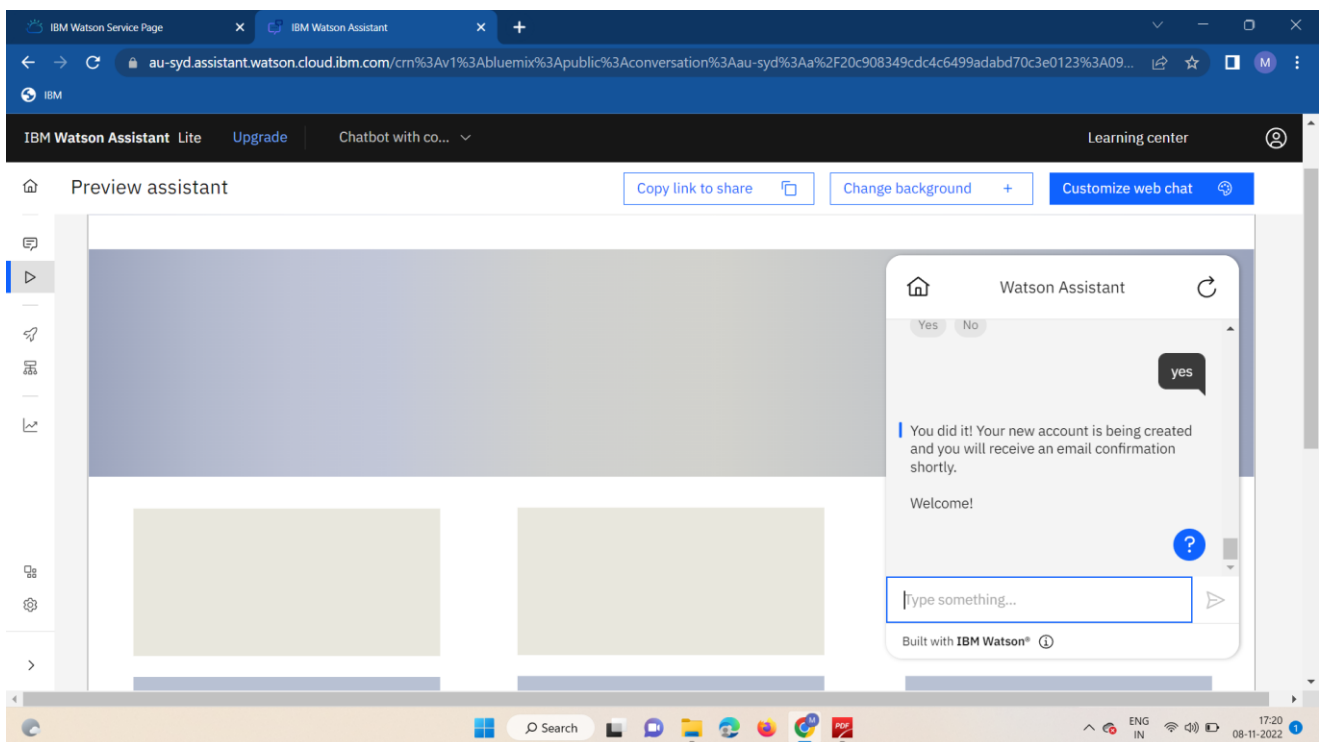 IBM Watson Service Page
IBM Watson Assistant
au-syd.assistant.watson.cloud.ibm.com/crn%3Av1%3Abluemix%3Apublic%3Aconversation%3Aau-syd%3Aa%2F20c908349cdc4c6499adabd70c3e0123%3A09...
M
IBM
IBM Watson Assistant Lite Upgrade Chatbot with co... Learning center
Preview assistant Copy link to share Change background + Customize web chat
Watson Assistant
Yes No
yes
You did it! Your new account is being created
and you will receive an email confirmation
shortly.
Welcome!
?
Type something...
Built with IBM Watson®
Search
PDF
ENG
IN
17:20
08-11-2022
1